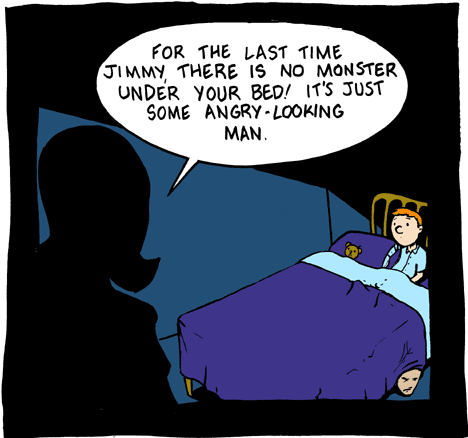 FOR THE LAST TIME
JIMMY, THERE IS NO MONSTER
UNDER YOUR BED! IT'S JUST
SOME ANGRY-LOOKING
MAN.